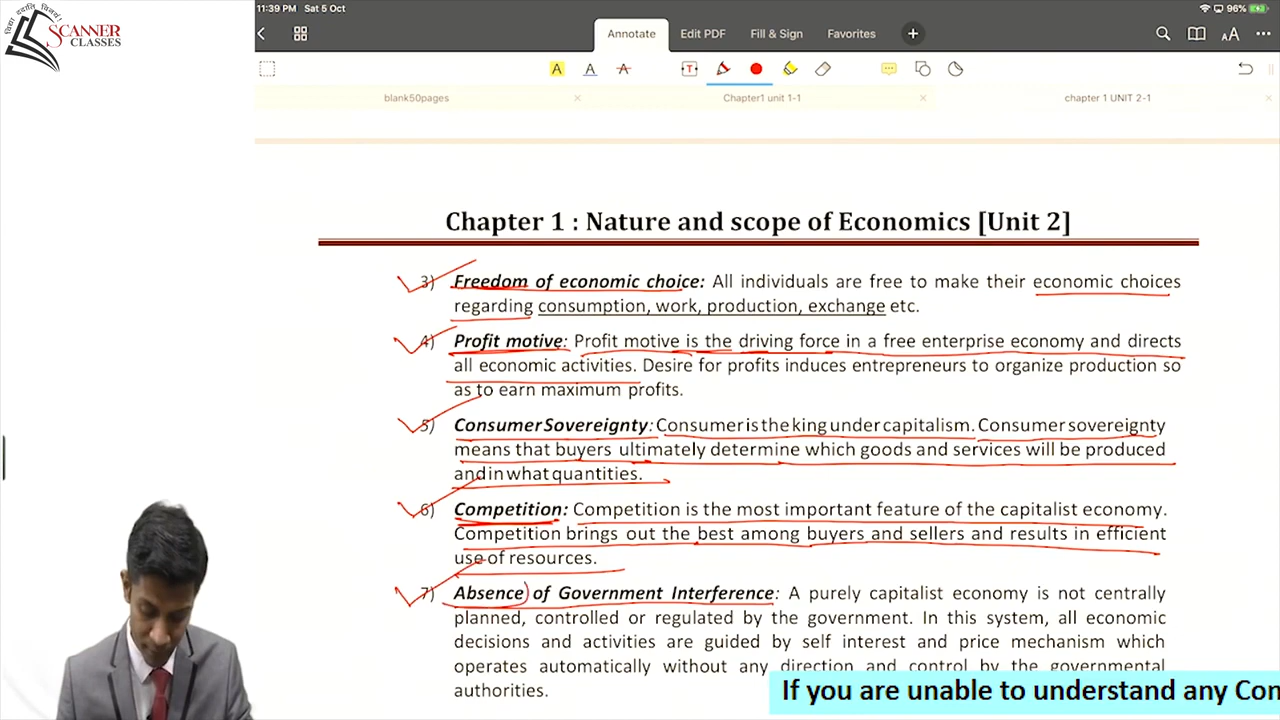 11:39 PM Sat 5 Oct
96%
विद्या ददाति विनयं
SCANNER
CLASSES
Annotate Edit PDF Fill & Sign Favorites
A A A T
AA
blank50pages Chapter1 unit 1-1 chapter 1 UNIT 2-1
Chapter 1 : Nature and scope of Economics [Unit 2]
3) Freedom of economic choice: All individuals are free to make their economic choices
regarding consumption, work, production, exchange etc.
4) Profit motive: Profit motive is the driving force in a free enterprise economy and directs
all economic activities. Desire for profits induces entrepreneurs to organize production so
as to earn maximum profits.
5) Consumer Sovereignty: Consumer is the king under capitalism. Consumer sovereignty
means that buyers ultimately determine which goods and services will be produced
and in what quantities.
6) Competition: Competition is the most important feature of the capitalist economy.
Competition brings out the best among buyers and sellers and results in efficient
use of resources.
7) Absence of Government Interference: A purely capitalist economy is not centrally
planned, controlled or regulated by the government. In this system, all economic
decisions and activities are guided by self interest and price mechanism which
operates automatically without any direction and control by the governmental
authorities.
If you are unable to understand any Con